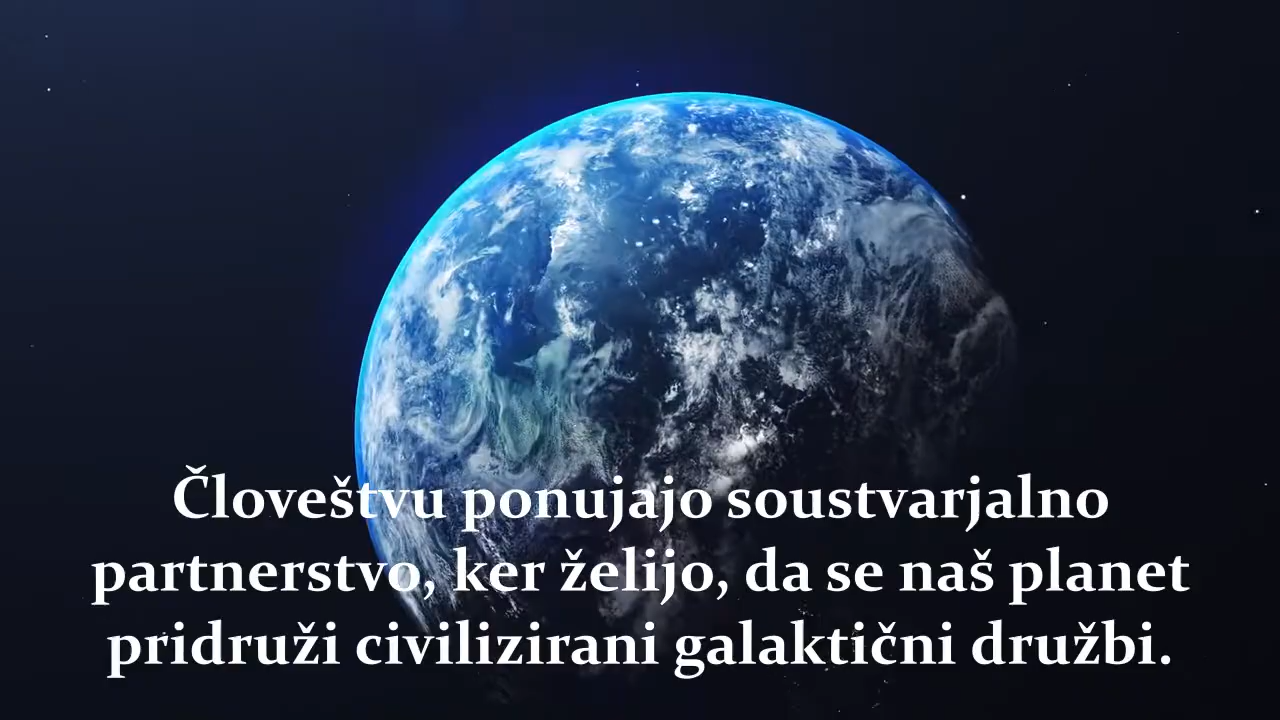 Človeštvu ponujajo soustvarjalno
partnerstvo, ker želijo, da se naš planet
pridruži civilizirani galaktični družbi.